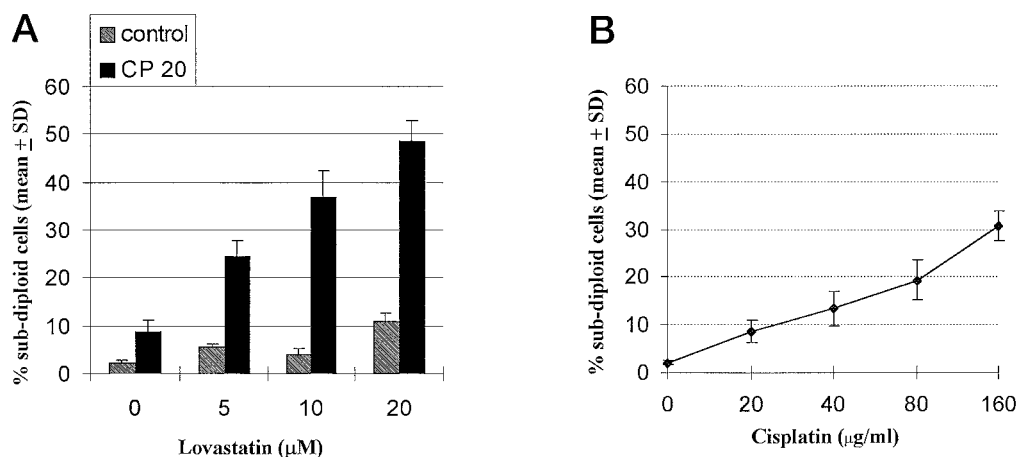 A
control
CP 20
% sub-diploid cells (mean ± SD)
60
50
40
30
20
10
0
0 5 10 20
Lovastatin (µM)
B
% sub-diploid cells (mean ± SD)
60
50
40
30
20
10
0
0 20 40 80 160
Cisplatin (µg/ml)